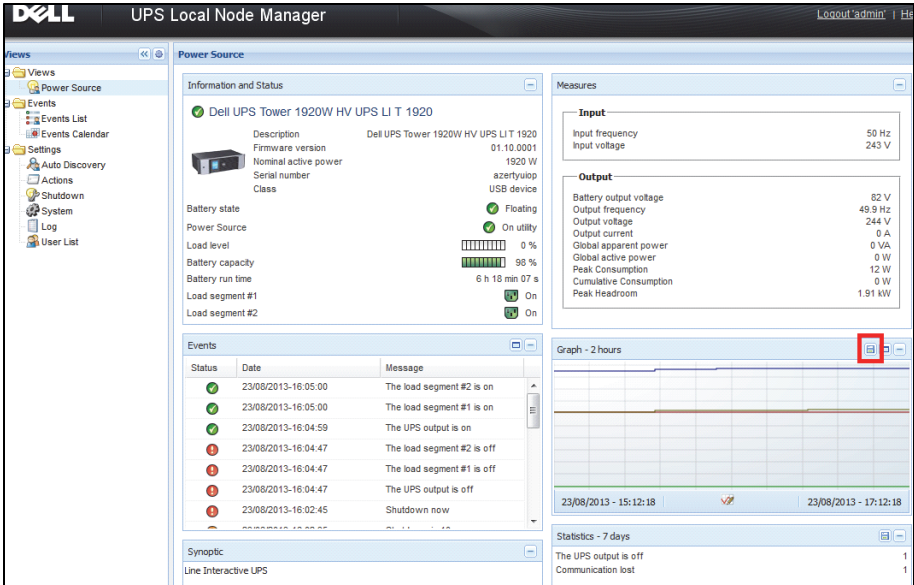 DELL UPS Local Node Manager Logout 'admin' |
Views
Views
Power Source
Events
Events List
Events Calendar
Settings
Auto Discovery
Actions
Shutdown
System
Log
User List
Power Source
Information and Status
Dell UPS Tower 1920W HV UPS LI T 1920
Description Dell UPS Tower 1920W HV UPS LI T 1920
Firmware version 01.10.0001
Nominal active power 1920 W
Serial number azertyuiop
Class USB device
Battery state Floating
Power Source On utility
Load level 0 %
Battery capacity 98 %
Battery run time 6 h 18 min 07 s
Load segment #1 On
Load segment #2 On
Events
Status Date Message
23/08/2013-16:05:00 The load segment #2 is on
23/08/2013-16:05:00 The load segment #1 is on
23/08/2013-16:04:59 The UPS output is on
23/08/2013-16:04:47 The load segment #2 is off
23/08/2013-16:04:47 The load segment #1 is off
23/08/2013-16:04:47 The UPS output is off
23/08/2013-16:02:45 Shutdown now
Synoptic
Line Interactive UPS
Measures
Input
Input frequency 50 Hz
Input voltage 243 V
Output
Battery output voltage 82 V
Output frequency 49.9 Hz
Output voltage 244 V
Output current 0 A
Global apparent power 0 VA
Global active power 0 W
Peak Consumption 12 W
Cumulative Consumption 0 W
Peak Headroom 1.91 kW
Graph - 2 hours
23/08/2013 - 15:12:18 23/08/2013 - 17:12:18
Statistics - 7 days
The UPS output is off 1
Communication lost 1